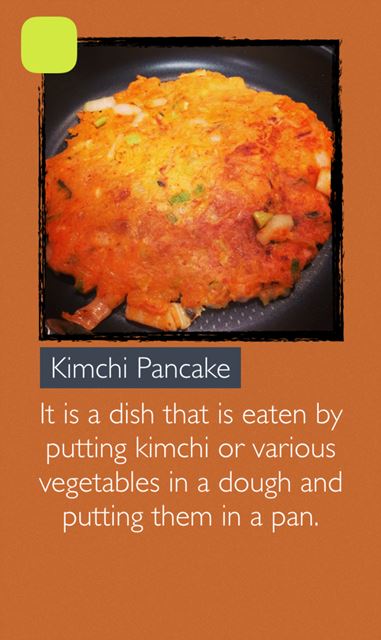 Kimchi Pancake
It is a dish that is eaten by
putting kimchi or various
vegetables in a dough and
putting them in a pan.